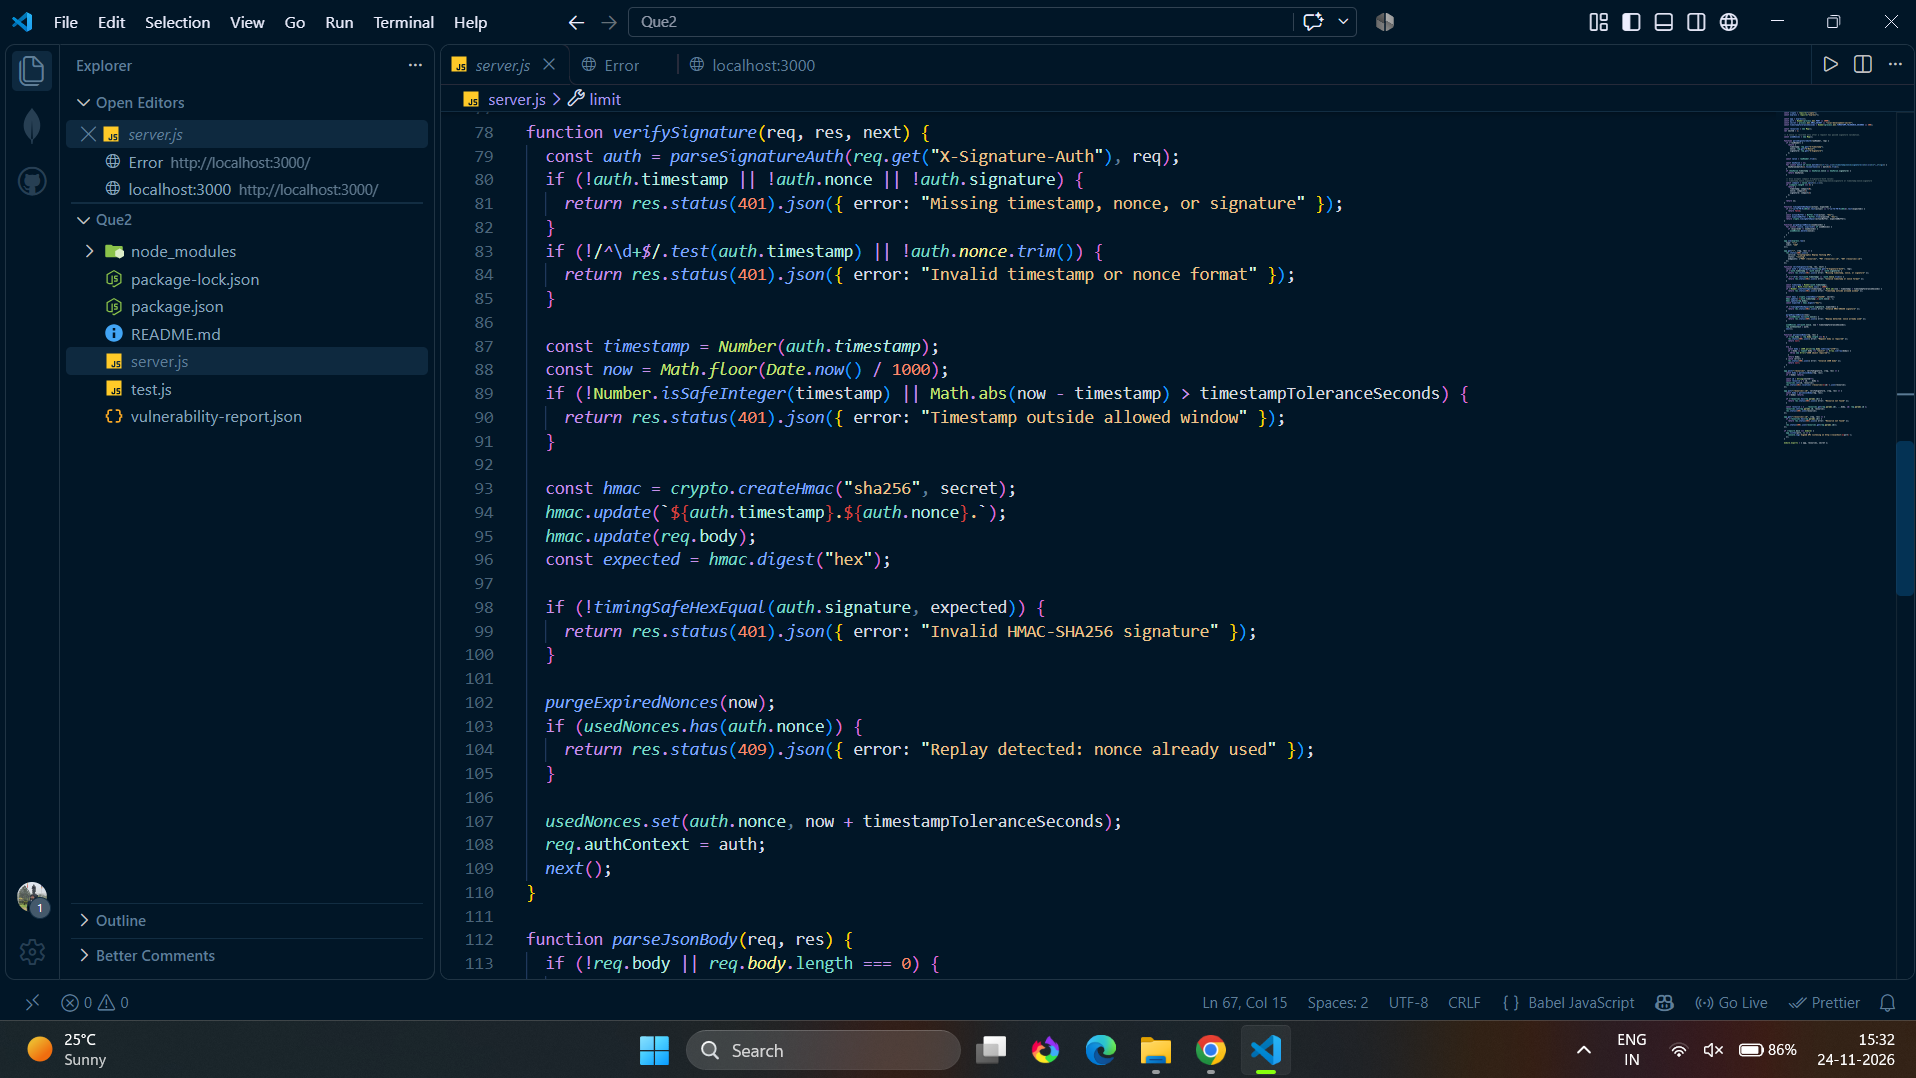 File Edit Selection View Go Run Terminal Help
Que2
Explorer
Open Editors
server.js
Error http://localhost:3000/
localhost:3000 http://localhost:3000/
Que2
node_modules
package-lock.json
package.json
README.md
server.js
test.js
vulnerability-report.json
Outline
Better Comments
1
server.js Error localhost:3000
server.js > limit
78 function verifySignature(req, res, next) {
79 const auth = parseSignatureAuth(req.get("X-Signature-Auth"), req);
80 if (!auth.timestamp || !auth.nonce || !auth.signature) {
81 return res.status(401).json({ error: "Missing timestamp, nonce, or signature" });
82 }
83 if (!/^\d+$/.test(auth.timestamp) || !auth.nonce.trim()) {
84 return res.status(401).json({ error: "Invalid timestamp or nonce format" });
85 }
86
87 const timestamp = Number(auth.timestamp);
88 const now = Math.floor(Date.now() / 1000);
89 if (!Number.isSafeInteger(timestamp) || Math.abs(now - timestamp) > timestampToleranceSeconds) {
90 return res.status(401).json({ error: "Timestamp outside allowed window" });
91 }
92
93 const hmac = crypto.createHmac("sha256", secret);
94 hmac.update(`${auth.timestamp}.${auth.nonce}.`);
95 hmac.update(req.body);
96 const expected = hmac.digest("hex");
97
98 if (!timingSafeHexEqual(auth.signature, expected)) {
99 return res.status(401).json({ error: "Invalid HMAC-SHA256 signature" });
100 }
101
102 purgeExpiredNonces(now);
103 if (usedNonces.has(auth.nonce)) {
104 return res.status(409).json({ error: "Replay detected: nonce already used" });
105 }
106
107 usedNonces.set(auth.nonce, now + timestampToleranceSeconds);
108 req.authContext = auth;
109 next();
110 }
111
112 function parseJsonBody(req, res) {
113 if (!req.body || req.body.length === 0) {
0 0
Ln 67, Col 15 Spaces: 2 UTF-8 CRLF { } Babel JavaScript Go Live Prettier
25°C
Sunny
Search
ENG
IN
86%
15:32
24-11-2026